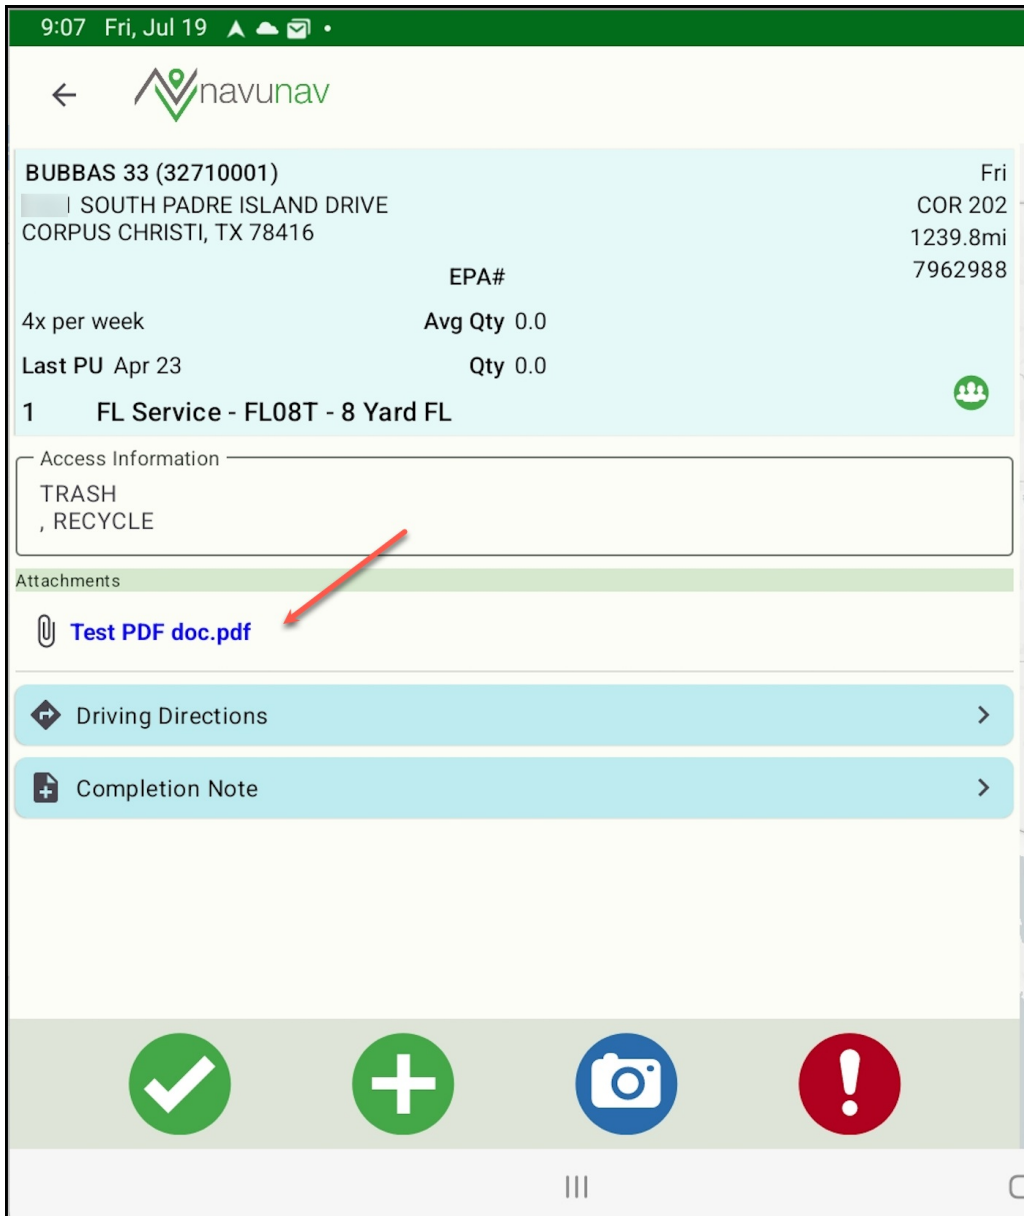 9:07 Fri, Jul 19
navunav
BUBBAS 33 (32710001) Fri
SOUTH PADRE ISLAND DRIVE COR 202
CORPUS CHRISTI, TX 78416 1239.8mi
EPA# 7962988
4x per week Avg Qty 0.0
Last PU Apr 23 Qty 0.0
1 FL Service - FL08T - 8 Yard FL
Access Information
TRASH
, RECYCLE
Attachments
Test PDF doc.pdf
Driving Directions
Completion Note